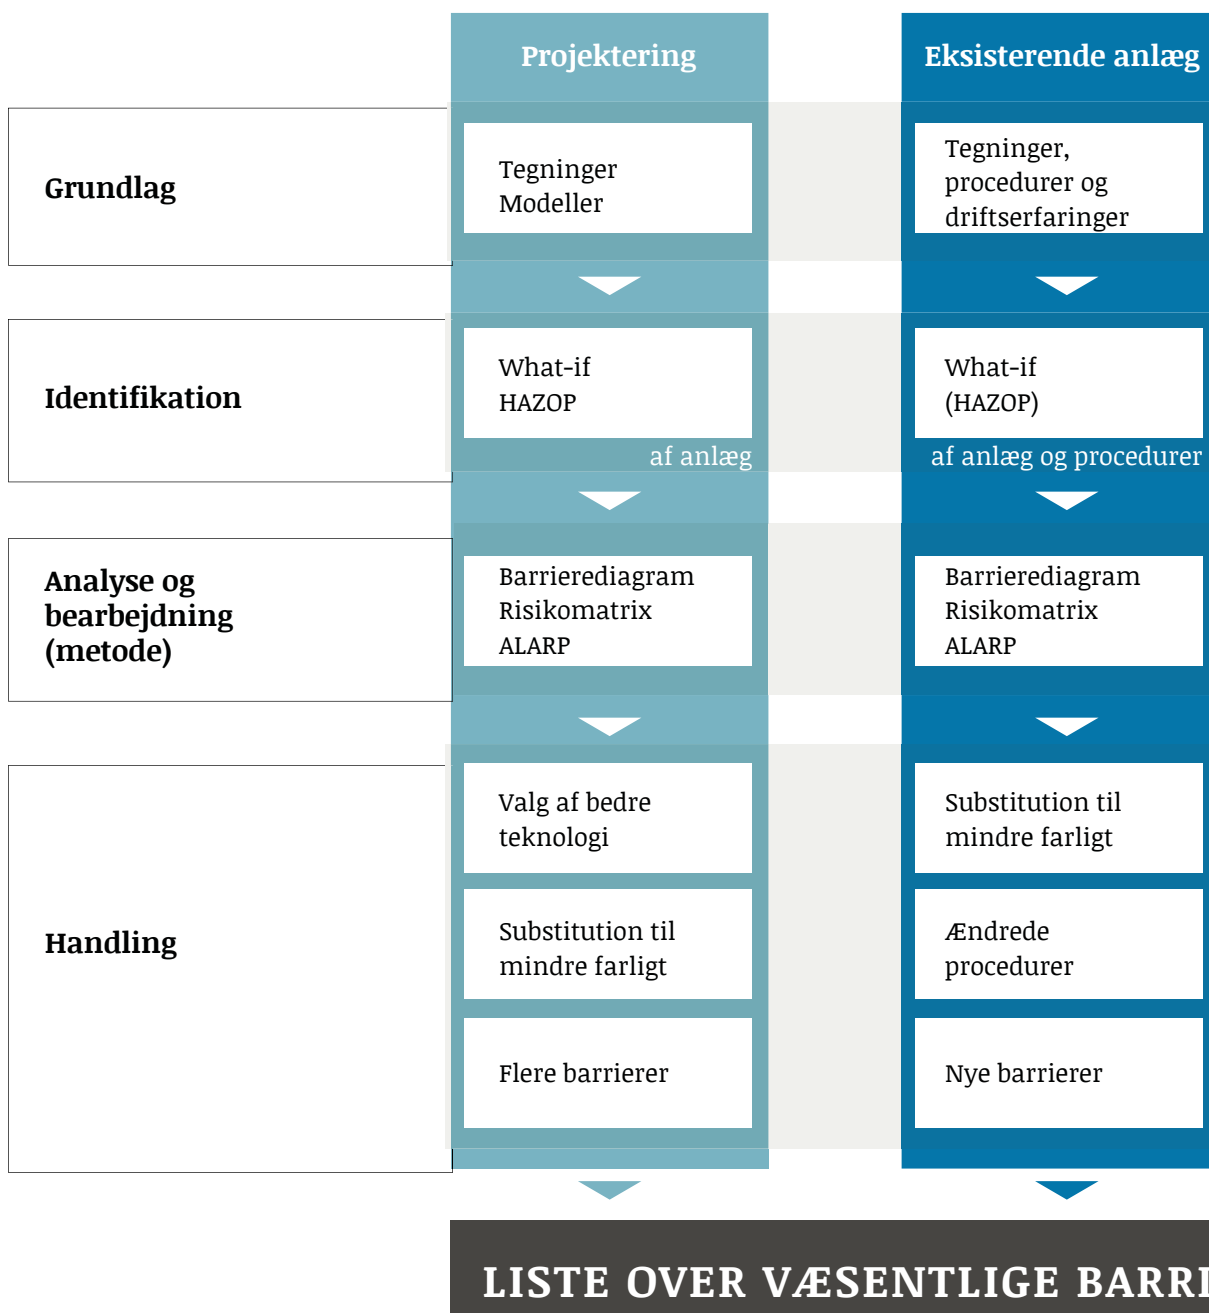 Projektering
Eksisterende anlæg
Grundlag
Tegninger
Modeller
Tegninger,
procedurer og
driftserfaringer
Identifikation
What-if
HAZOP
af anlæg
What-if
(HAZOP)
af anlæg og procedurer
Analyse og
bearbejdning
(metode)
Barrierediagram
Risikomatrix
ALARP
Barrierediagram
Risikomatrix
ALARP
Handling
Valg af bedre
teknologi
Substitution til
mindre farligt
Flere barrierer
Substitution til
mindre farligt
Ændrede
procedurer
Nye barrierer
LISTE OVER VÆSENTLIGE BARRI